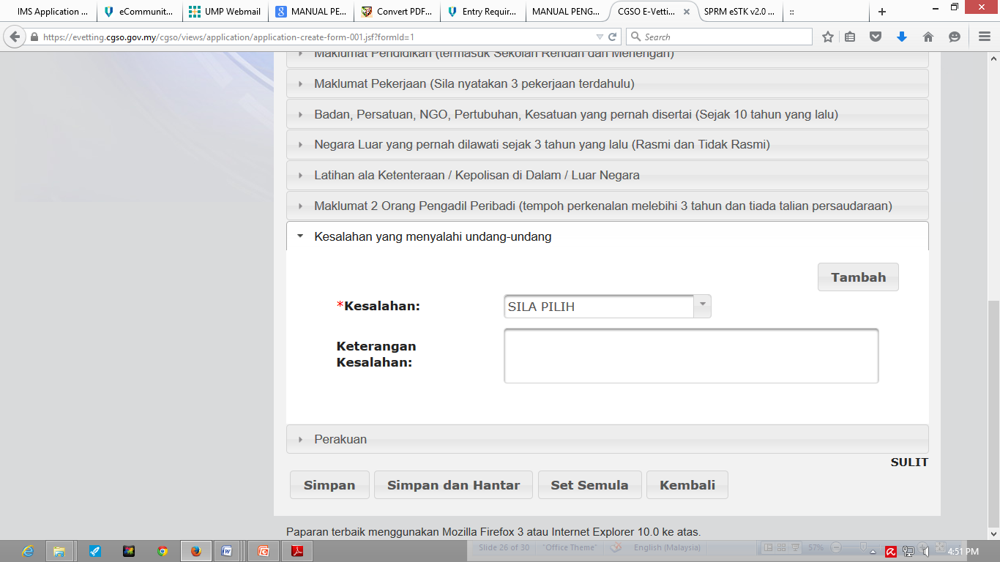 IMS Application ...
eCommunit...
UMP Webmail
MANUAL PE...
Convert PDF...
Entry Requir...
MANUAL PENG...
CGSO E-Vetti...
SPRM eSTK v2.0 ...
https://evetting.cgso.gov.my/cgso/views/application/application-create-form-001.jsf?formId=1
Search
Maklumat Pendidikan (termasuk Sekolah Rendah dan Menengah)
Maklumat Pekerjaan (Sila nyatakan 3 pekerjaan terdahulu)
Badan, Persatuan, NGO, Pertubuhan, Kesatuan yang pernah disertai (Sejak 10 tahun yang lalu)
Negara Luar yang pernah dilawati sejak 3 tahun yang lalu (Rasmi dan Tidak Rasmi)
Latihan ala Ketenteraan / Kepolisan di Dalam / Luar Negara
Maklumat 2 Orang Pengadil Peribadi (tempoh perkenalan melebihi 3 tahun dan tiada talian persaudaraan)
Kesalahan yang menyalahi undang-undang
Tambah
*Kesalahan:
SILA PILIH
Keterangan
Kesalahan:
Perakuan
SULIT
Simpan
Simpan dan Hantar
Set Semula
Kembali
Paparan terbaik menggunakan Mozilla Firefox 3 atau Internet Explorer 10.0 ke atas.
Slide 26 of 30
"Office Theme"
English (Malaysia)
57%
4:51 PM